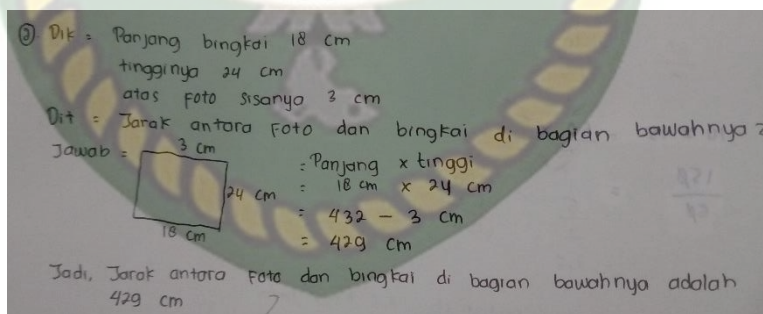 ② Dik = Panjang bingkai 18 cm
tingginya 24 cm
atas Foto sisanya 3 cm
Dit = Jarak antara Foto dan bingkai di bagian bawahnya?
Jawab =
3 cm
24 cm
18 cm
= Panjang x tinggi
= 18 cm x 24 cm
= 432 - 3 cm
= 429 cm
Jadi, Jarak antara Foto dan bingkai di bagian bawahnya adalah
429 cm
?